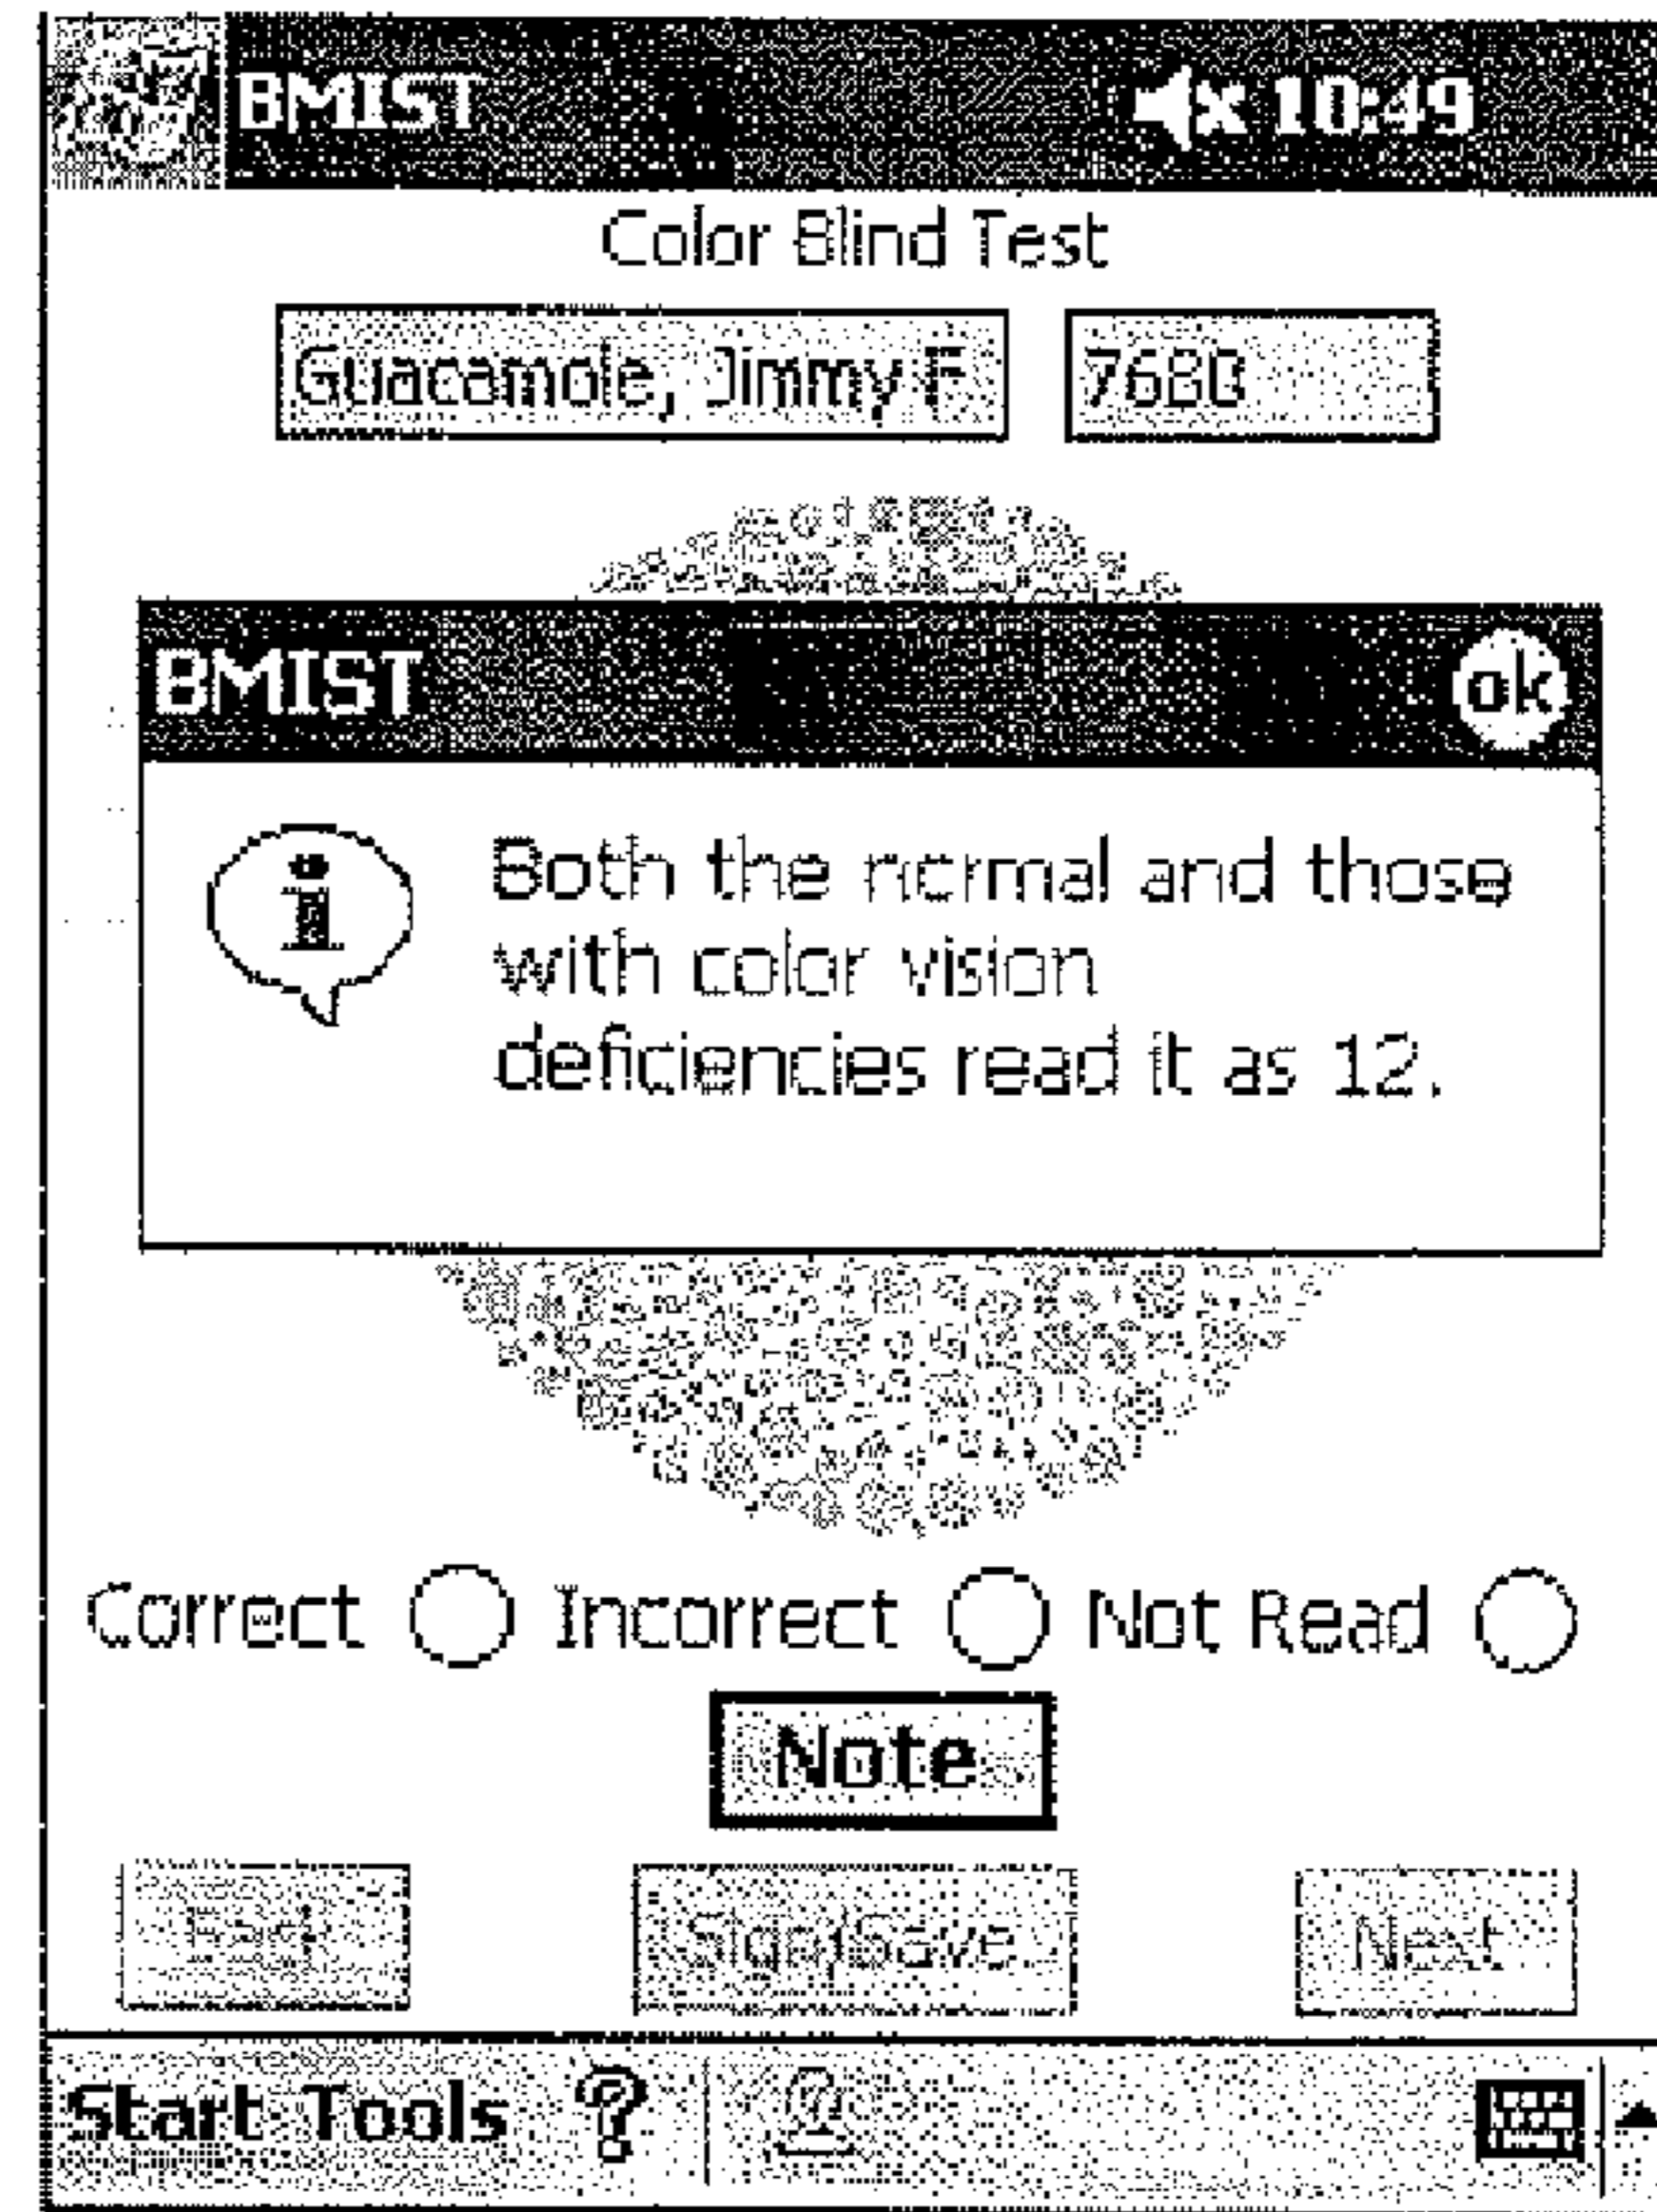 BMIST 10:49
Color Blind Test
Guacamole, Jimmy F 7680
BMIST ok
Both the normal and those
with color vision
deficiencies read it as 12.
Correct Incorrect Not Read
Note
Sign/Save Next
Start Tools ?